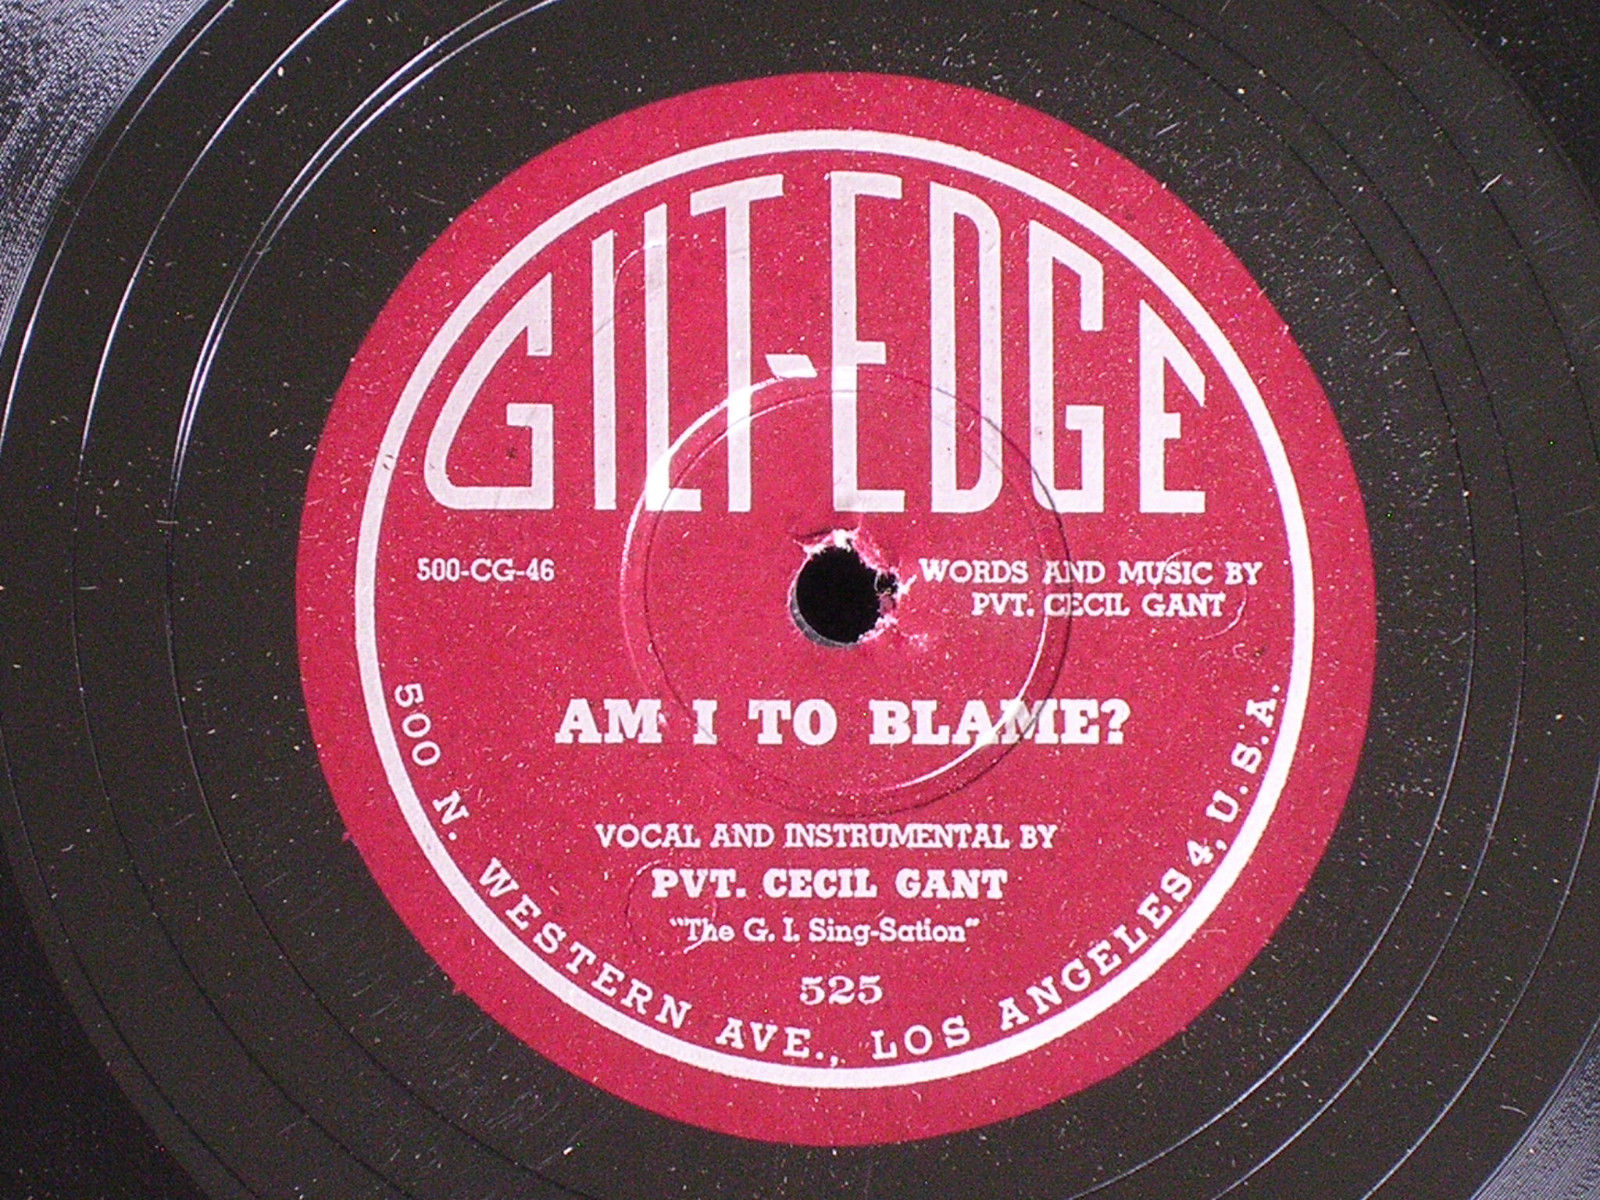 GILT-EDGE
500-CG-46
WORDS AND MUSIC BY
PVT. CECIL GANT
AM I TO BLAME?
VOCAL AND INSTRUMENTAL BY
PVT. CECIL GANT
"The G. I. Sing-Sation"
525
500 N. WESTERN AVE., LOS ANGELES 4, U.S.A.